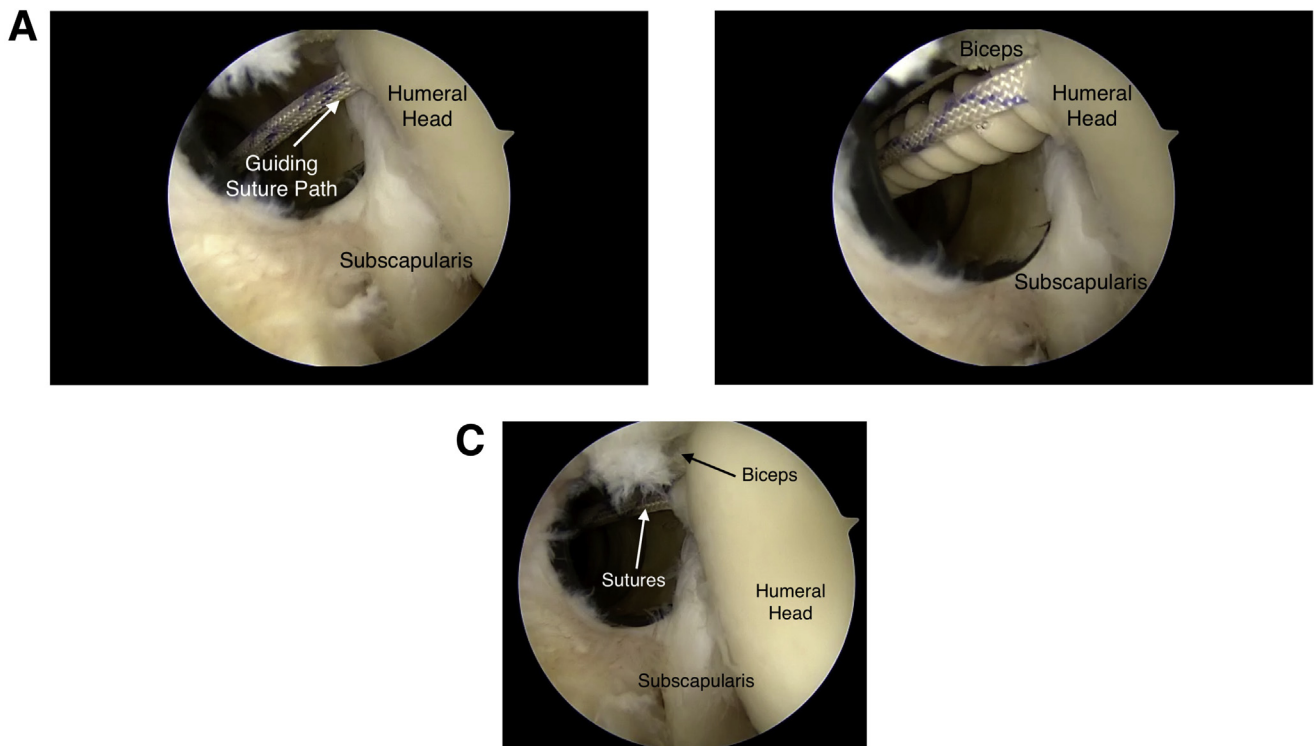 A
Humeral
Head
Guiding
Suture Path
Subscapularis
Biceps
Humeral
Head
Subscapularis
C
Biceps
Sutures
Humeral
Head
Subscapularis